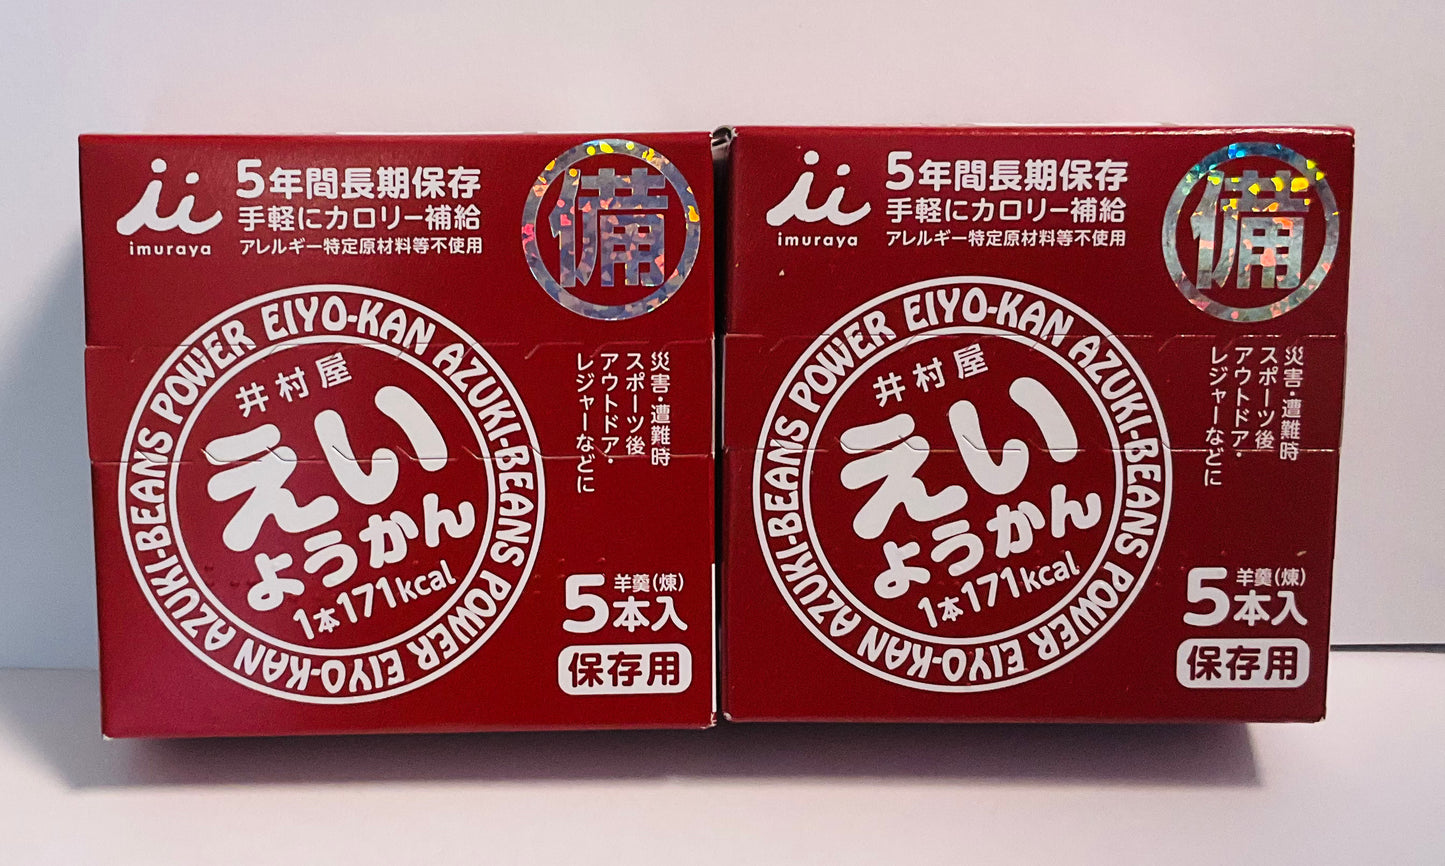 imuraya
5年間長期保存
手軽にカロリー補給
アレルギー特定原材料等不使用
備
EIYO-KAN AZUKI-BEANS POWER EIYO-KAN AZUKI-BEANS POWER
井村屋
えい
ようかん
1本171kcal
災害・遭難時
スポーツ後
アウトドア・
レジャーなどに
羊羹(煉)
5本入
保存用
imuraya
5年間長期保存
手軽にカロリー補給
アレルギー特定原材料等不使用
備
EIYO-KAN AZUKI-BEANS POWER EIYO-KAN AZUKI-BEANS POWER
井村屋
えい
ようかん
1本171kcal
災害・遭難時
スポーツ後
アウトドア・
レジャーなどに
羊羹(煉)
5本入
保存用